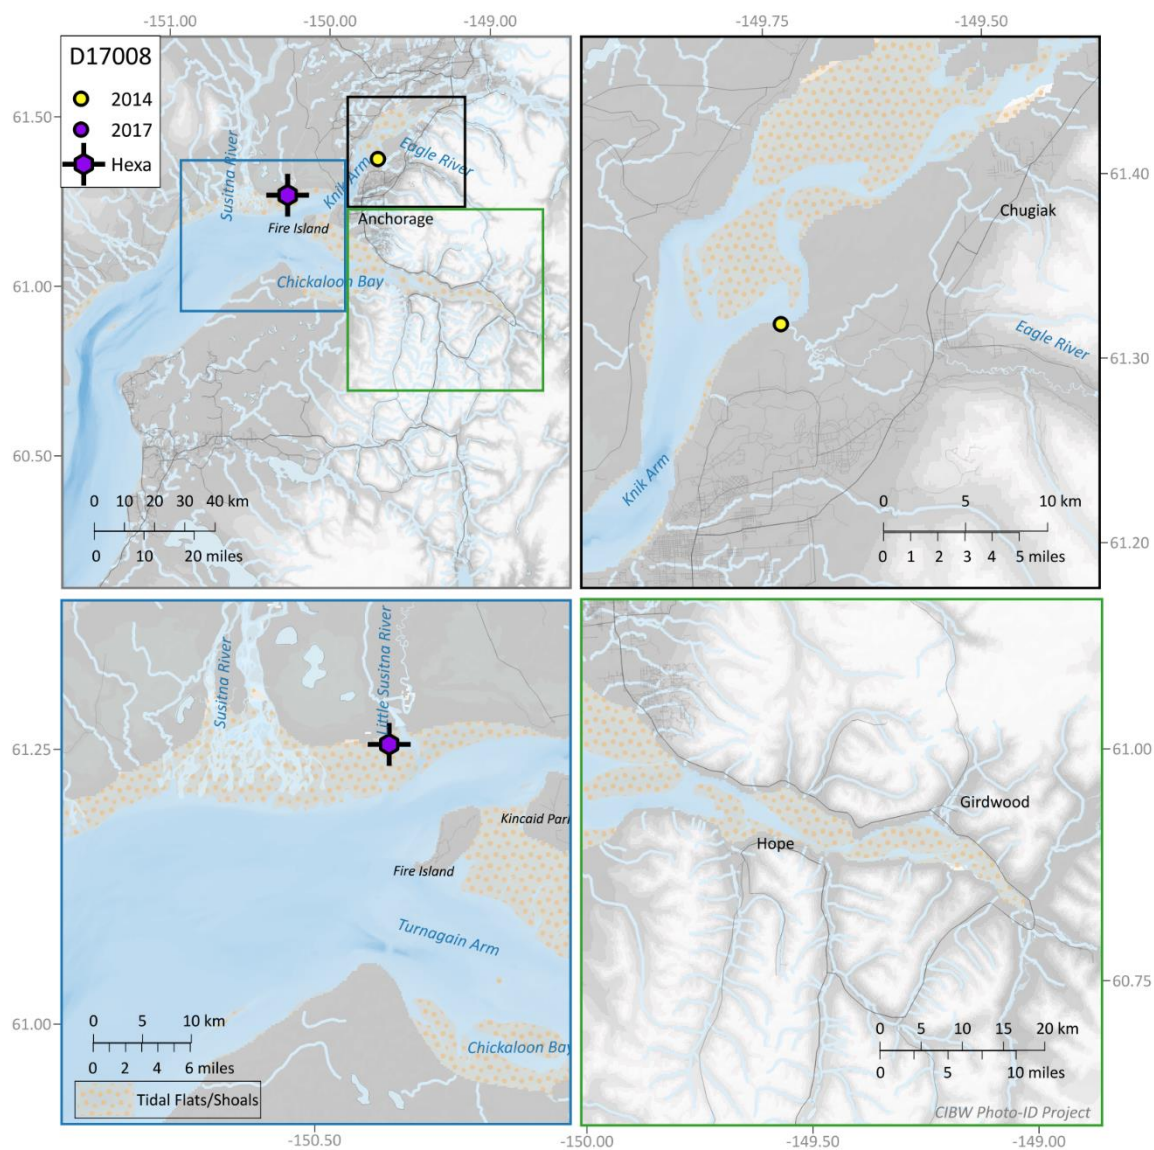 -151.00 -150.00 -149.00
-149.75 -149.50
D17008
2014
2017
Hexa
61.50
61.00
60.50
Susitna River
Knik Arm
Eagle River
Anchorage
Fire Island
Chickaloon Bay
0 10 20 30 40 km
0 10 20 miles
61.40
61.30
61.20
Chugiak
Eagle River
Knik Arm
0 5 10 km
0 1 2 3 4 5 miles
Susitna River
Little Susitna River
61.25
61.00
Kincaid Par
Fire Island
Turnagain Arm
Chickaloon Bay
0 5 10 km
0 2 4 6 miles
Tidal Flats/Shoals
-150.50
61.00
60.75
Girdwood
Hope
0 5 10 15 20 km
0 5 10 miles
CIBW Photo-ID Project
-150.00 -149.50 -149.00